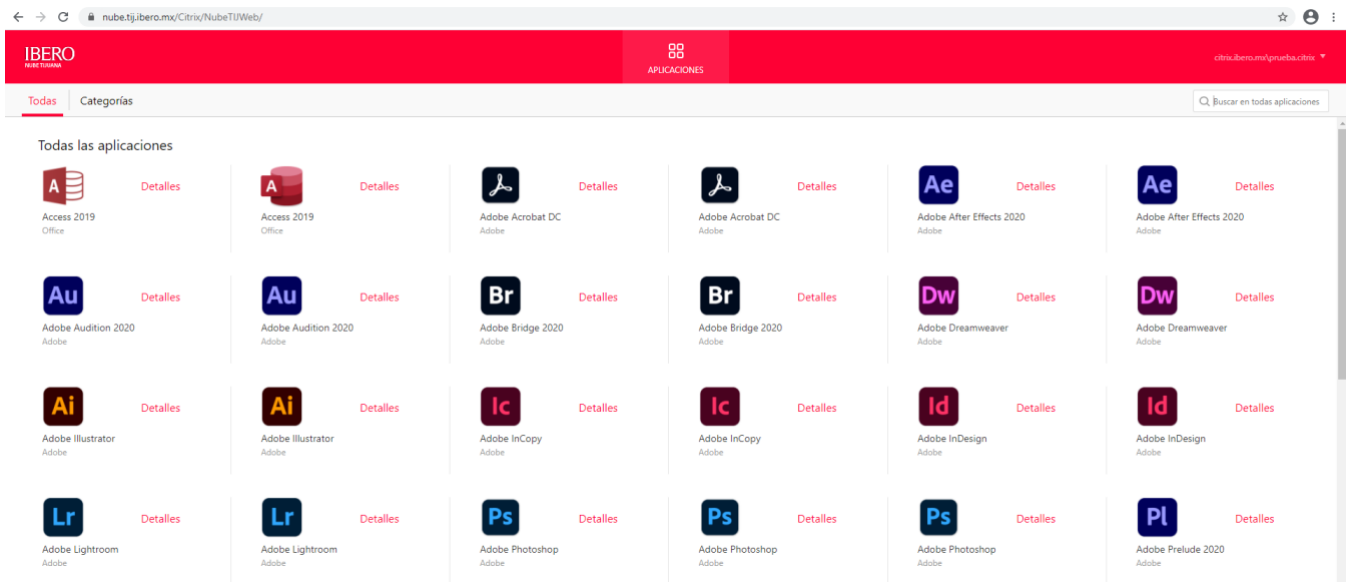 nube.tij.ibero.mx/Citrix/NubeTIJWeb/
IBERO
NUBE TIJUANA
APLICACIONES
citrix.ibero.mx\prueba.citrix
Todas Categorías
Buscar en todas aplicaciones
Todas las aplicaciones
A Detalles A Detalles Detalles Detalles Ae Detalles Ae Detalles
Access 2019 Access 2019 Adobe Acrobat DC Adobe Acrobat DC Adobe After Effects 2020 Adobe After Effects 2020
Office Office Adobe Adobe Adobe Adobe
Au Detalles Au Detalles Br Detalles Br Detalles Dw Detalles Dw Detalles
Adobe Audition 2020 Adobe Audition 2020 Adobe Bridge 2020 Adobe Bridge 2020 Adobe Dreamweaver Adobe Dreamweaver
Adobe Adobe Adobe Adobe Adobe Adobe
Ai Detalles Ai Detalles Ic Detalles Ic Detalles Id Detalles Id Detalles
Adobe Illustrator Adobe Illustrator Adobe InCopy Adobe InCopy Adobe InDesign Adobe InDesign
Adobe Adobe Adobe Adobe Adobe Adobe
Lr Detalles Lr Detalles Ps Detalles Ps Detalles Ps Detalles Pl Detalles
Adobe Lightroom Adobe Lightroom Adobe Photoshop Adobe Photoshop Adobe Photoshop Adobe Prelude 2020
Adobe Adobe Adobe Adobe Adobe Adobe